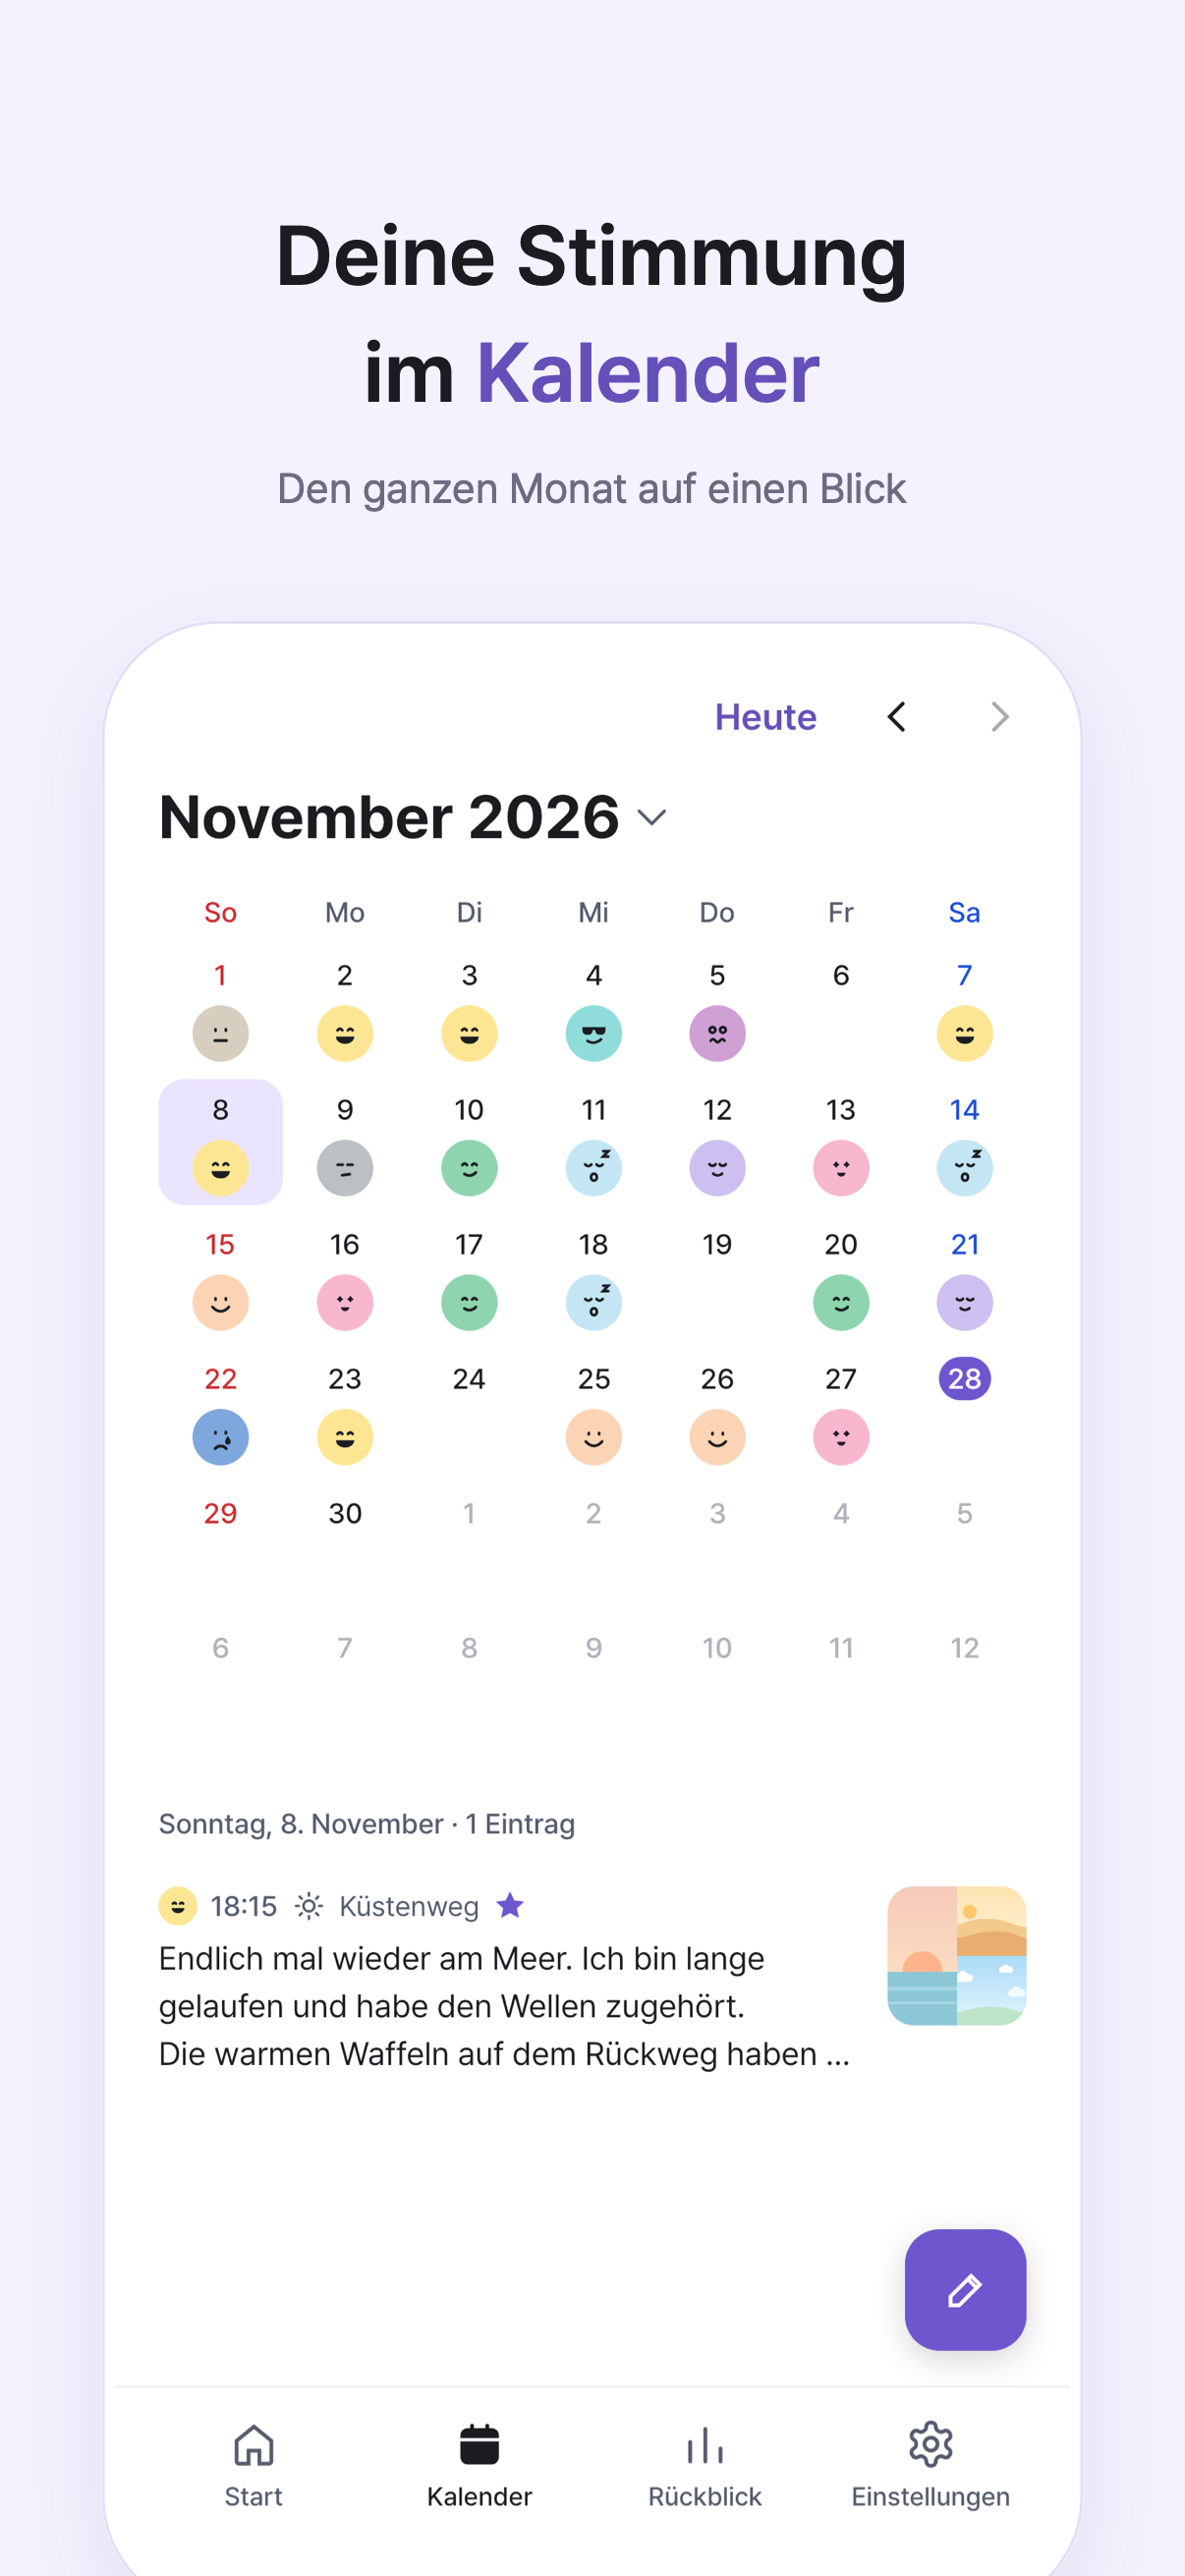 Deine Stimmung
im Kalender
Den ganzen Monat auf einen Blick
Heute
November 2026
So Mo Di Mi Do Fr Sa
1 2 3 4 5 6 7
8 9 10 11 12 13 14
15 16 17 18 19 20 21
22 23 24 25 26 27 28
29 30 1 2 3 4 5
6 7 8 9 10 11 12
Sonntag, 8. November · 1 Eintrag
18:15 Küstenweg
Endlich mal wieder am Meer. Ich bin lange
gelaufen und habe den Wellen zugehört.
Die warmen Waffeln auf dem Rückweg haben ...
Start Kalender Rückblick Einstellungen